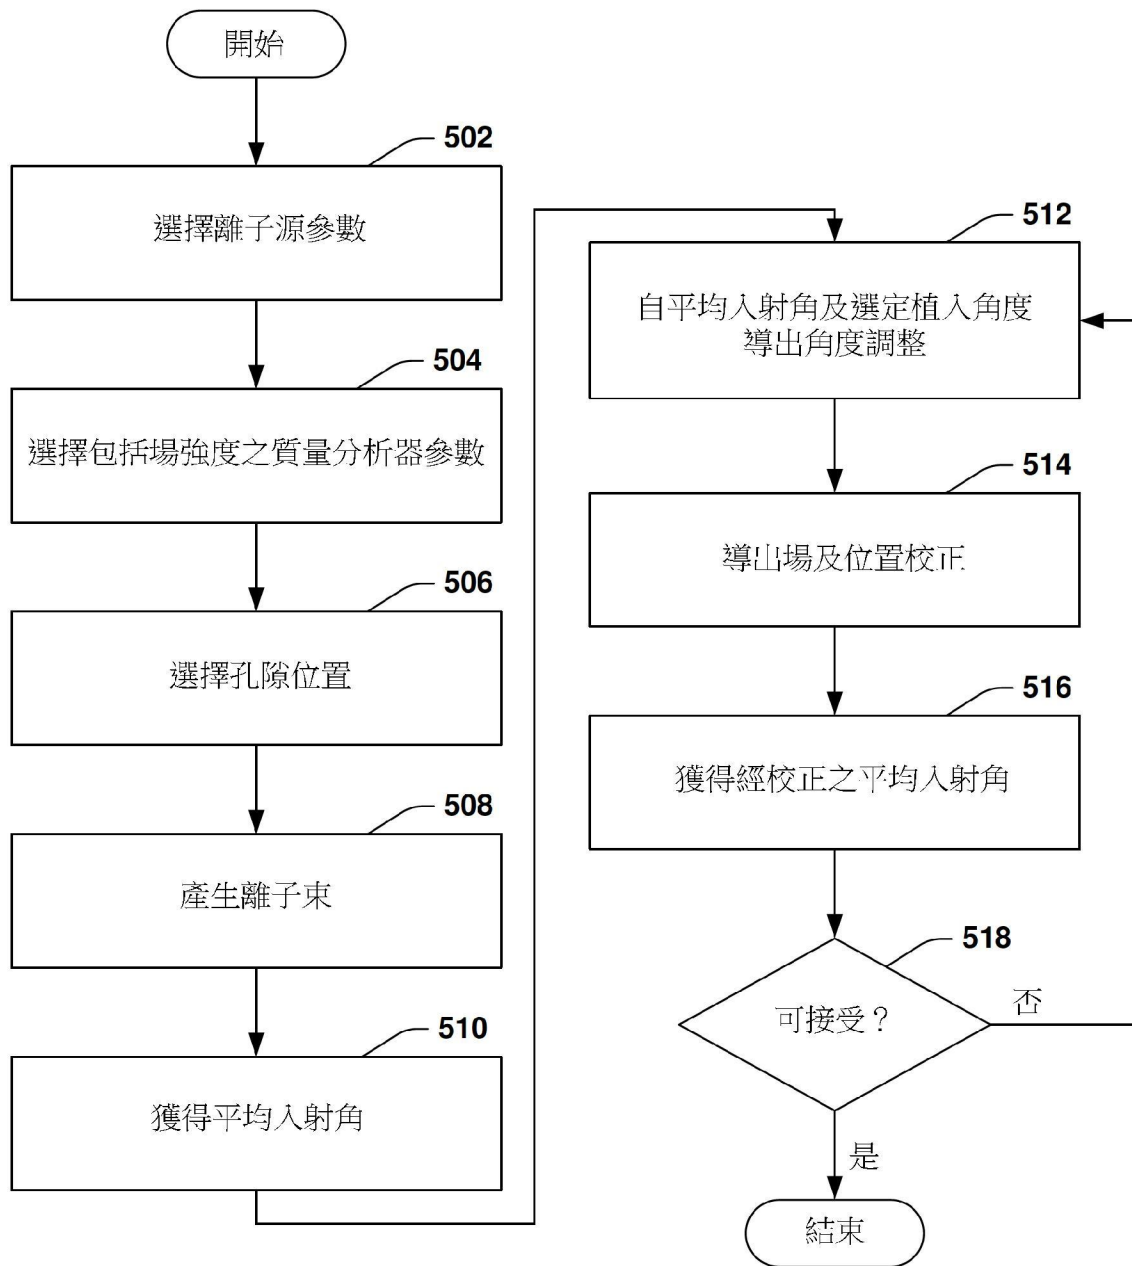 開始
502
選擇離子源參數
504
選擇包括場強度之質量分析器參數
506
選擇孔隙位置
508
產生離子束
510
獲得平均入射角
512
自平均入射角及選定植入角度
導出角度調整
514
導出場及位置校正
516
獲得經校正之平均入射角
518
可接受？
否
是
結束